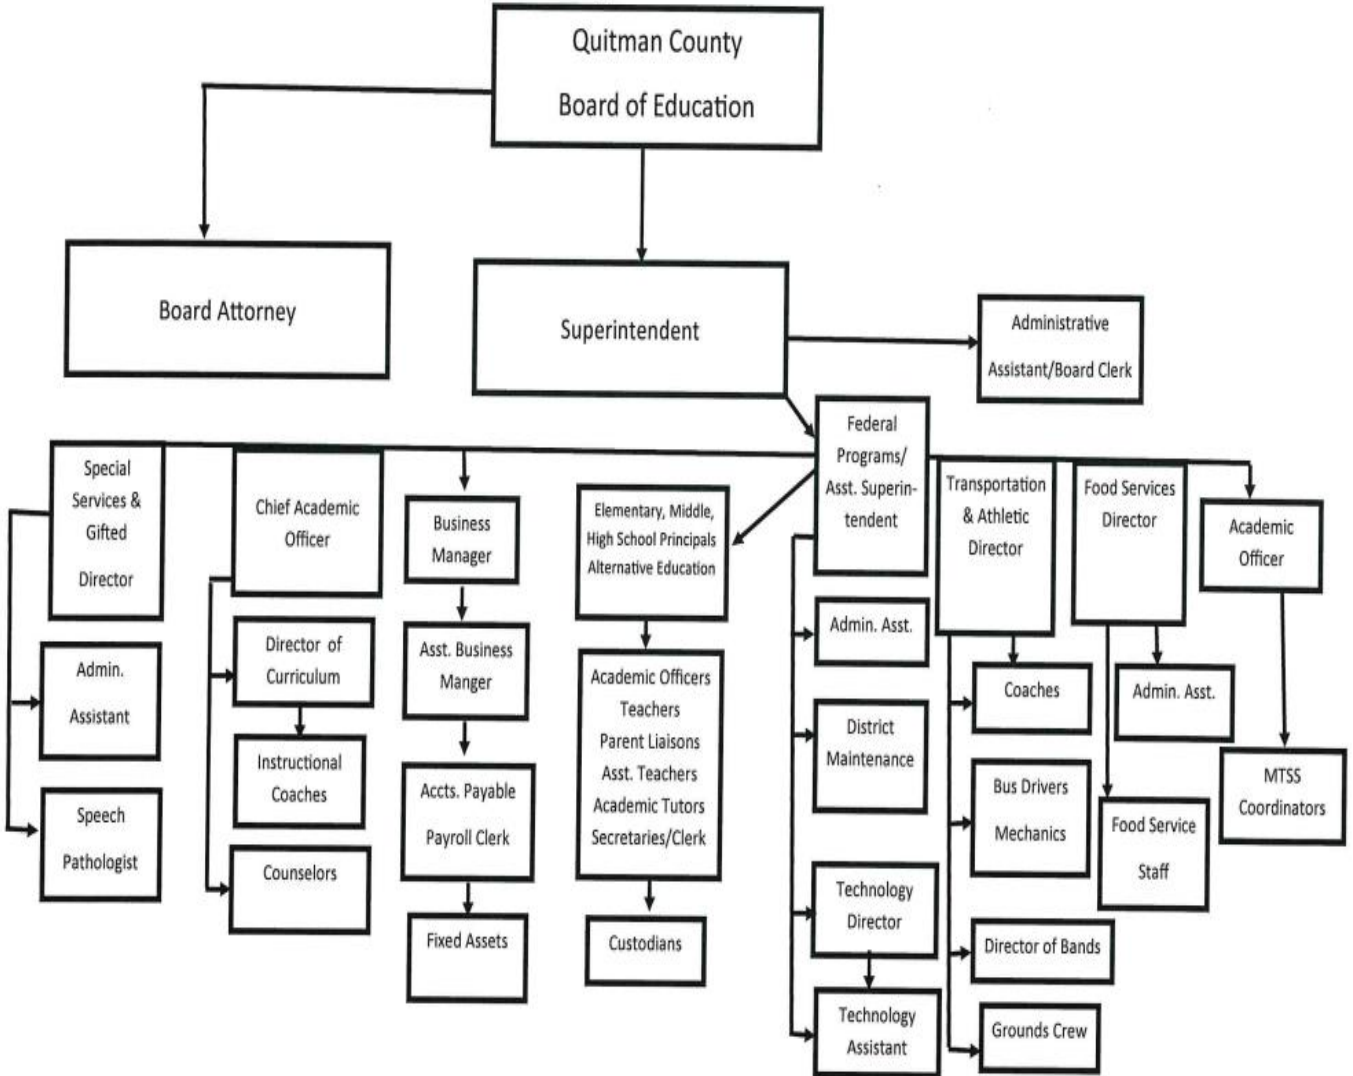 Quitman County
Board of Education
Board Attorney
Superintendent
Administrative
Assistant/Board Clerk
Special
Services &
Gifted
Director
Chief Academic
Officer
Business
Manager
Elementary, Middle,
High School Principals
Alternative Education
Federal
Programs/
Asst. Superin-
tendent
Transportation
& Athletic
Director
Food Services
Director
Academic
Officer
Admin.
Assistant
Speech
Pathologist
Director of
Curriculum
Instructional
Coaches
Counselors
Asst. Business
Manger
Accts. Payable
Payroll Clerk
Fixed Assets
Academic Officers
Teachers
Parent Liaisons
Asst. Teachers
Academic Tutors
Secretaries/Clerk
Custodians
Admin. Asst.
District
Maintenance
Technology
Director
Technology
Assistant
Coaches
Bus Drivers
Mechanics
Director of Bands
Grounds Crew
Admin. Asst.
Food Service
Staff
MTSS
Coordinators